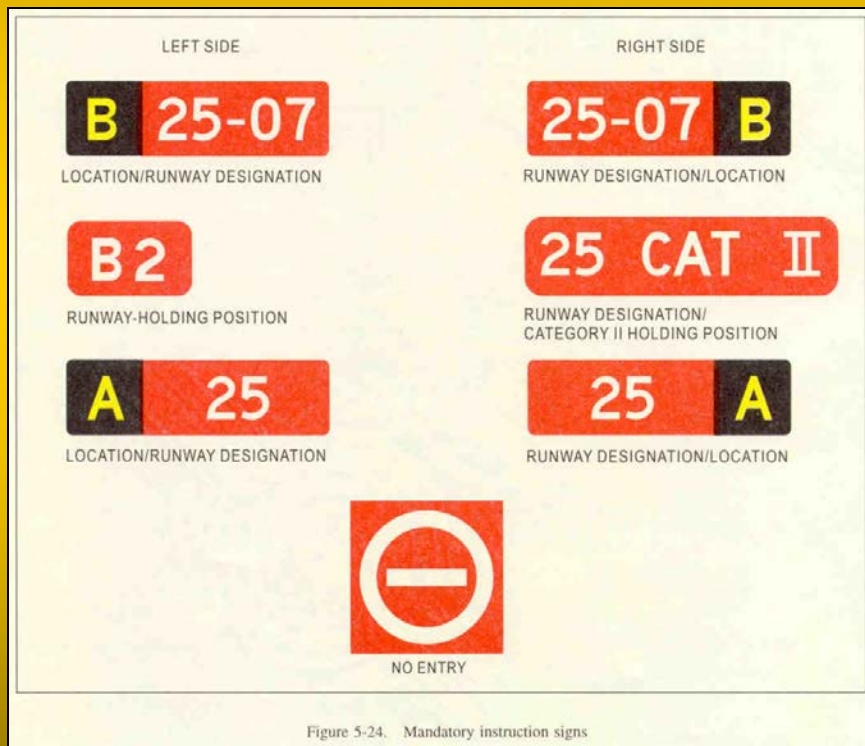 LEFT SIDE
RIGHT SIDE
B 25-07
25-07 B
LOCATION/RUNWAY DESIGNATION
RUNWAY DESIGNATION/LOCATION
B2
25 CAT II
RUNWAY-HOLDING POSITION
RUNWAY DESIGNATION/
CATEGORY II HOLDING POSITION
A 25
25 A
LOCATION/RUNWAY DESIGNATION
RUNWAY DESIGNATION/LOCATION
NO ENTRY
Figure 5-24. Mandatory instruction signs